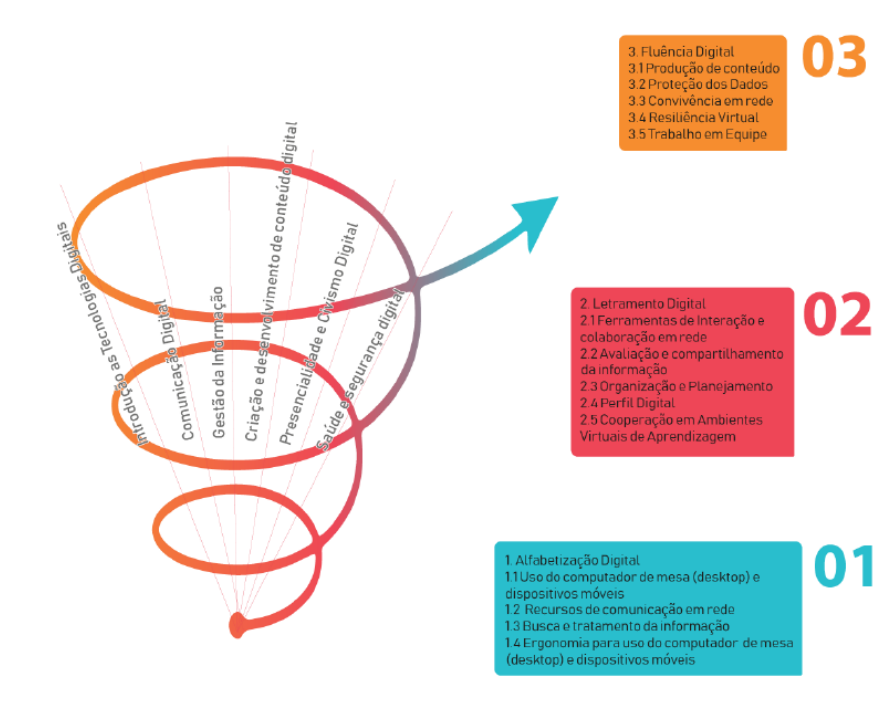 3. Fluência Digital
3.1 Produção de conteúdo
3.2 Proteção dos Dados
3.3 Convivência em rede
3.4 Resiliência Virtual
3.5 Trabalho em Equipe
03
Introdução as Tecnologias Digitais
Comunicação Digital
Gestão da Informação
Criação e desenvolvimento de conteúdo digital
Presencialidade e Civismo Digital
Saúde e segurança digital
2. Letramento Digital
2.1 Ferramentas de Interação e
colaboração em rede
2.2 Avaliação e compartilhamento
da informação
2.3 Organização e Planejamento
2.4 Perfil Digital
2.5 Cooperação em Ambientes
Virtuais de Aprendizagem
02
1. Alfabetização Digital
1.1 Uso do computador de mesa (desktop) e
dispositivos móveis
1.2 Recursos de comunicação em rede
1.3 Busca e tratamento da informação
1.4 Ergonomia para uso do computador de mesa
(desktop) e dispositivos móveis
01